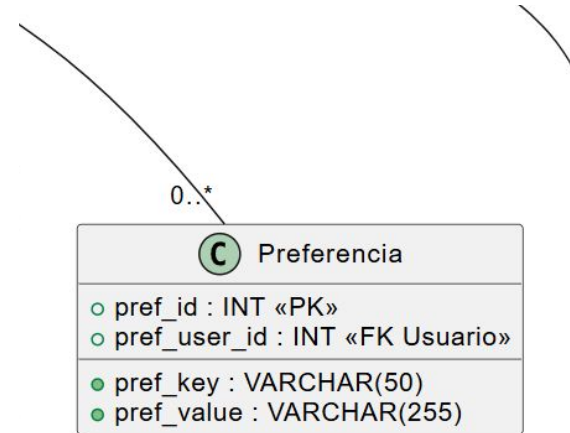 0..*
C Preferencia
pref_id : INT «PK»
pref_user_id : INT «FK Usuario»
pref_key : VARCHAR(50)
pref_value : VARCHAR(255)